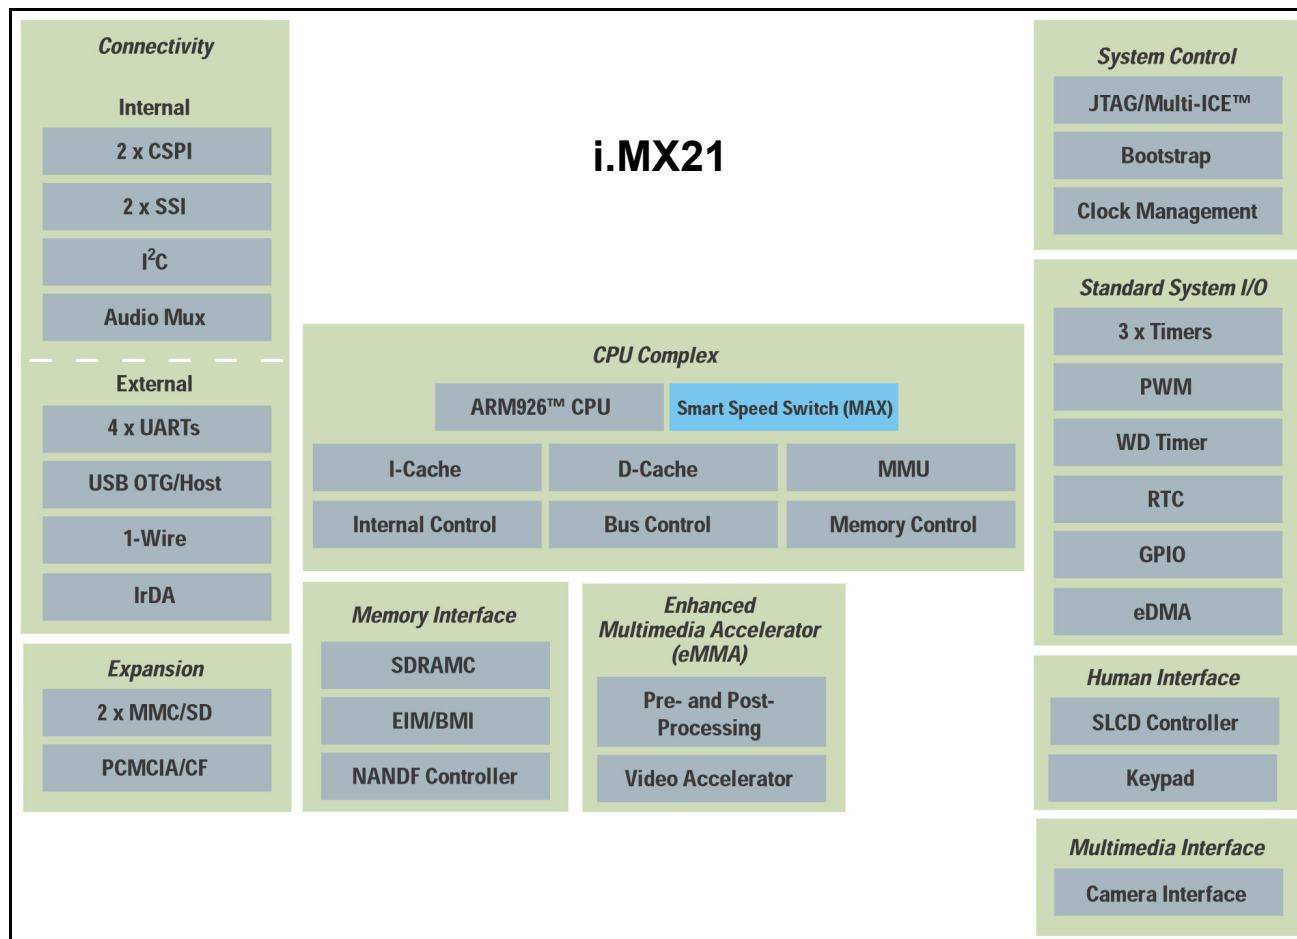 Connectivity
Internal
2 x CSPI
2 x SSI
I²C
Audio Mux
External
4 x UARTs
USB OTG/Host
1-Wire
IrDA
Expansion
2 x MMC/SD
PCMCIA/CF
i.MX21
CPU Complex
ARM926™ CPU
Smart Speed Switch (MAX)
I-Cache
D-Cache
MMU
Internal Control
Bus Control
Memory Control
Memory Interface
SDRAMC
EIM/BMI
NANDF Controller
Enhanced
Multimedia Accelerator
(eMMA)
Pre- and Post-
Processing
Video Accelerator
System Control
JTAG/Multi-ICE™
Bootstrap
Clock Management
Standard System I/O
3 x Timers
PWM
WD Timer
RTC
GPIO
eDMA
Human Interface
SLCD Controller
Keypad
Multimedia Interface
Camera Interface